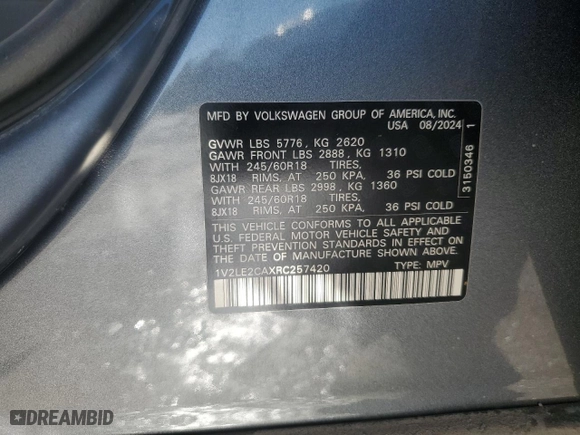 MFD BY VOLKSWAGEN GROUP OF AMERICA, INC.
USA 08/2024
GVWR LBS 5776, KG 2620
GAWR FRONT LBS 2888, KG 1310
WITH 245/60R18 TIRES,
8JX18 RIMS, AT 250 KPA, 36 PSI COLD
GAWR REAR LBS 2998, KG 1360
WITH 245/60R18 TIRES,
8JX18 RIMS, AT 250 KPA, 36 PSI COLD
THIS VEHICLE CONFORMS TO ALL APPLICABLE
U.S. FEDERAL MOTOR VEHICLE SAFETY AND
THEFT PREVENTION STANDARDS IN EFFECT ON
THE DATE OF MANUFACTURE SHOWN ABOVE.
1V2LE2CAXRC257420 TYPE: MPV
3150346 1
DREAMBID